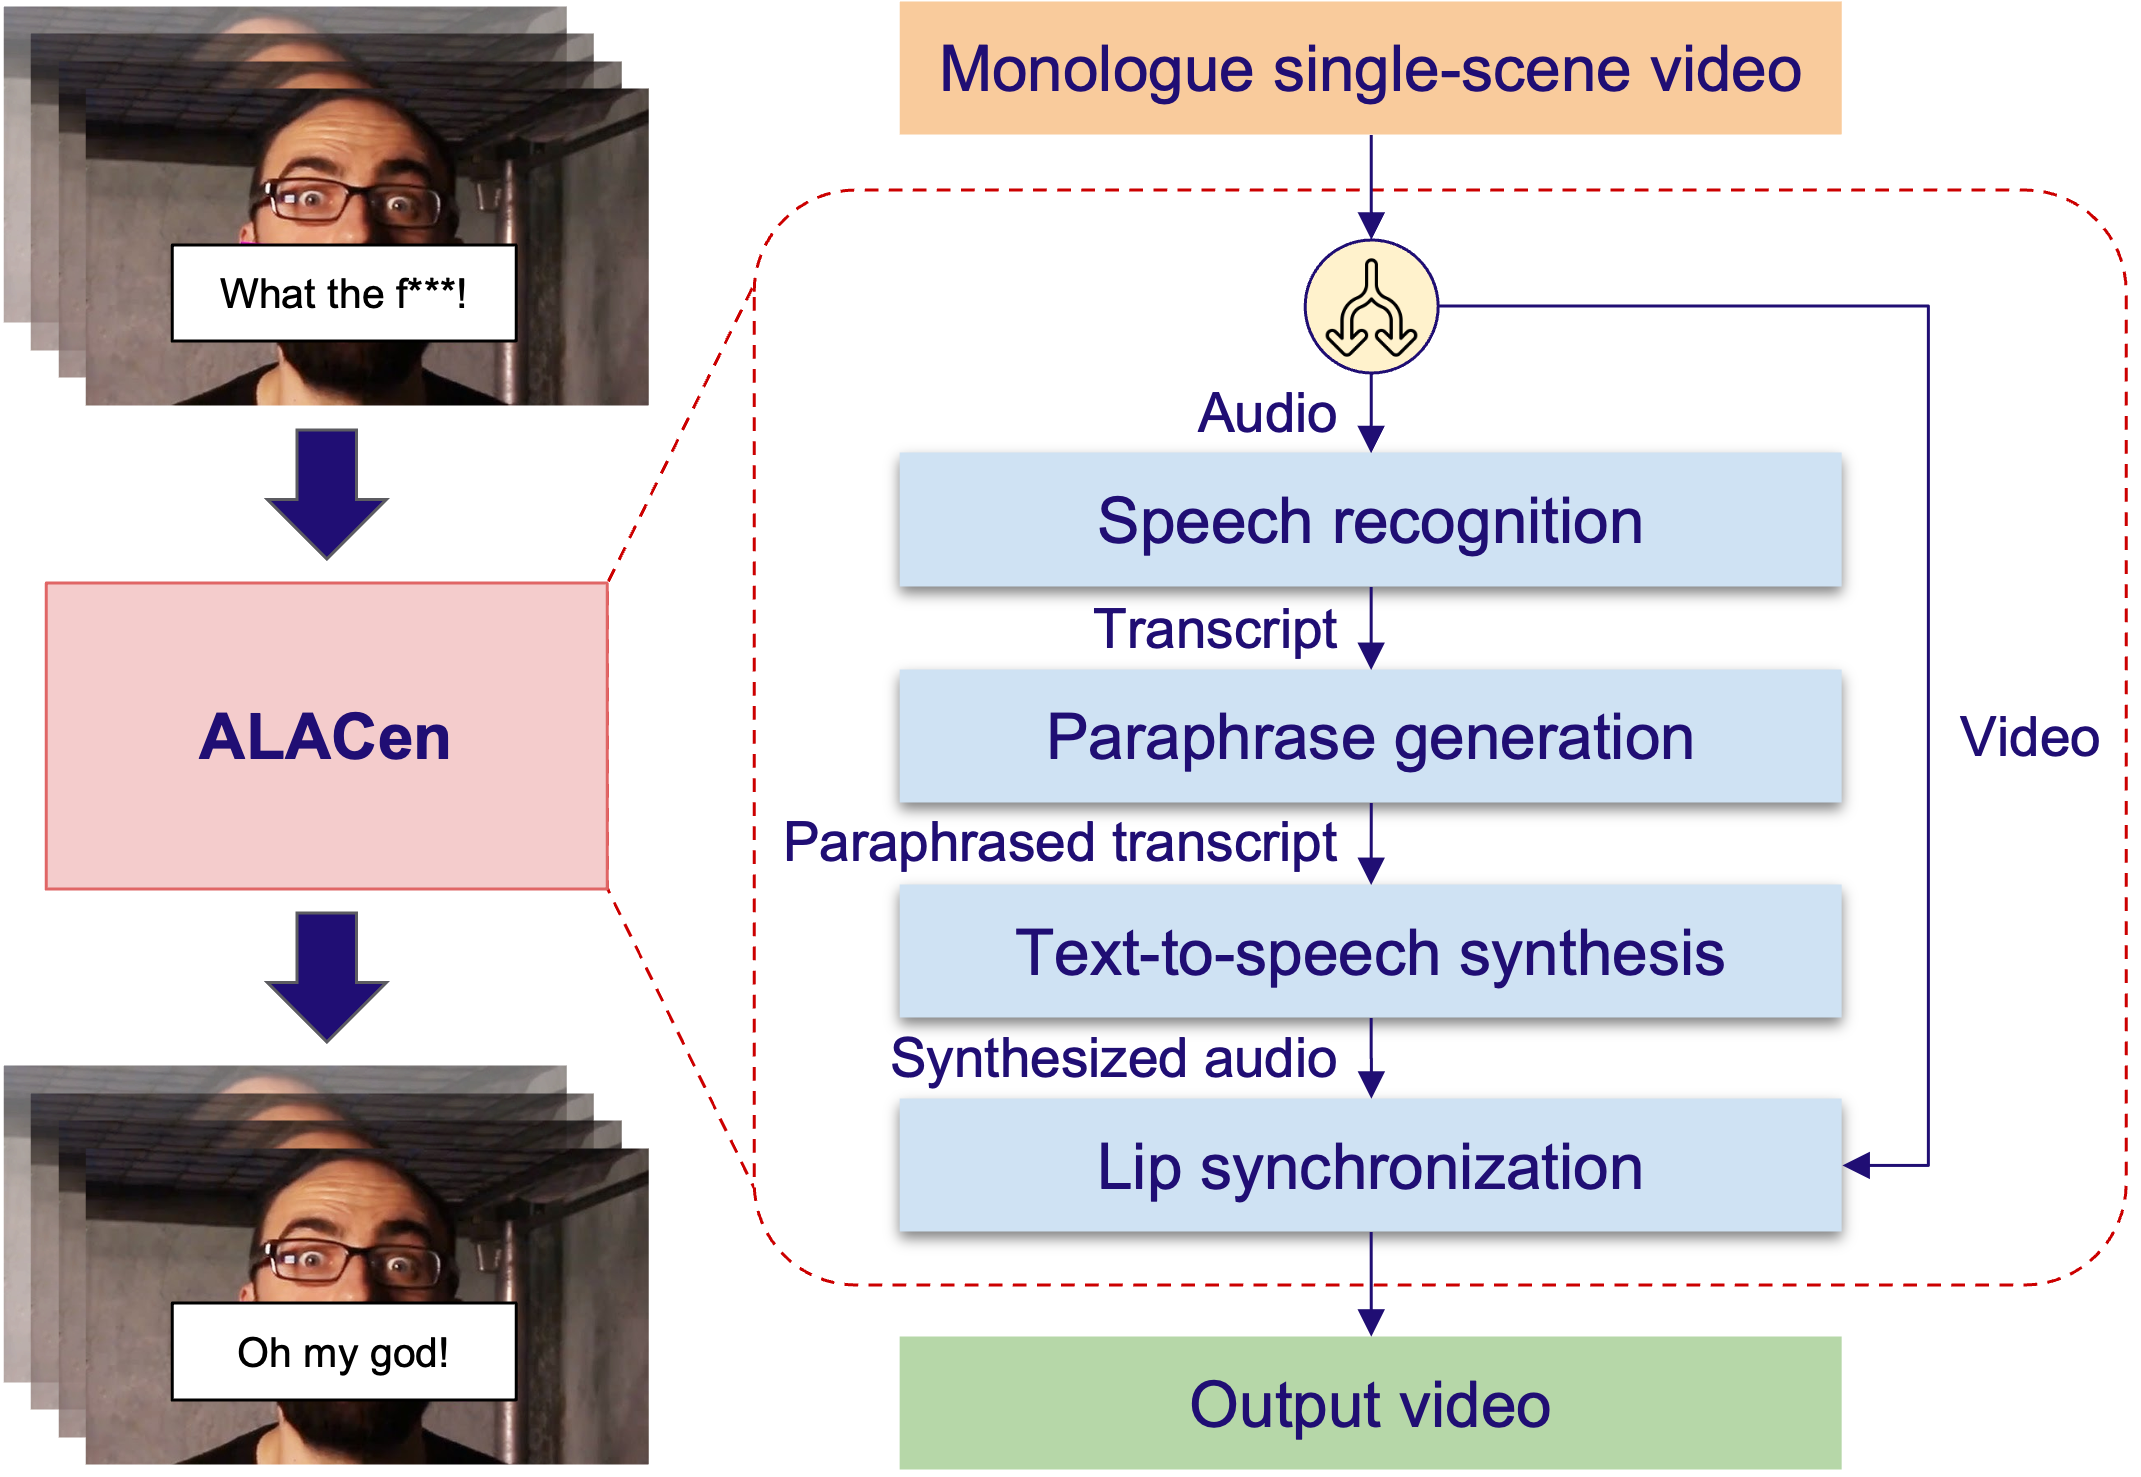 What the f***!
ALACen
Oh my god!
Monologue single-scene video
Audio
Speech recognition
Transcript
Paraphrase generation
Video
Paraphrased transcript
Text-to-speech synthesis
Synthesized audio
Lip synchronization
Output video